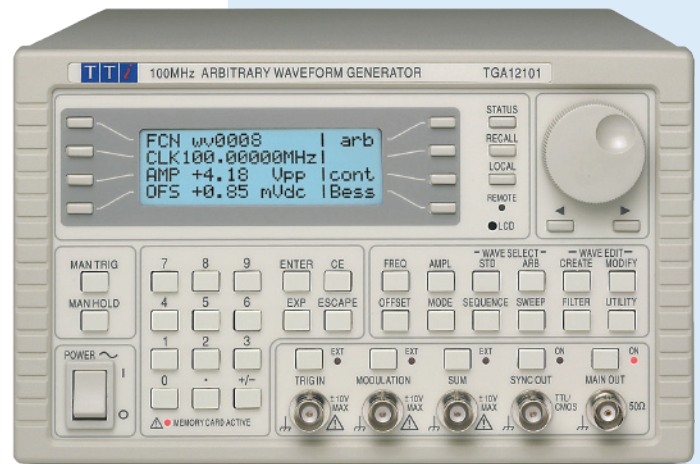 TTi 100MHz ARBITRARY WAVEFORM GENERATOR TGA12101
FCN wv0008 | arb
CLK100.00000MHz|
AMP +4.18 Vpp |cont
OFS +0.85 mVdc |Bess
STATUS
RECALL
LOCAL
REMOTE
LCD
MAN TRIG
MAN HOLD
7 8 9 ENTER CE
4 5 6 EXP ESCAPE
1 2 3
0 . +/-
MEMORY CARD ACTIVE
WAVE SELECT WAVE EDIT
FREQ AMPL STD ARB CREATE MODIFY
OFFSET MODE SEQUENCE SWEEP FILTER UTILITY
POWER
I
O
EXT EXT EXT ON ON
TRIG IN MODULATION SUM SYNC OUT MAIN OUT
±10V MAX ±10V MAX ±10V MAX TTL/CMOS 50Ω